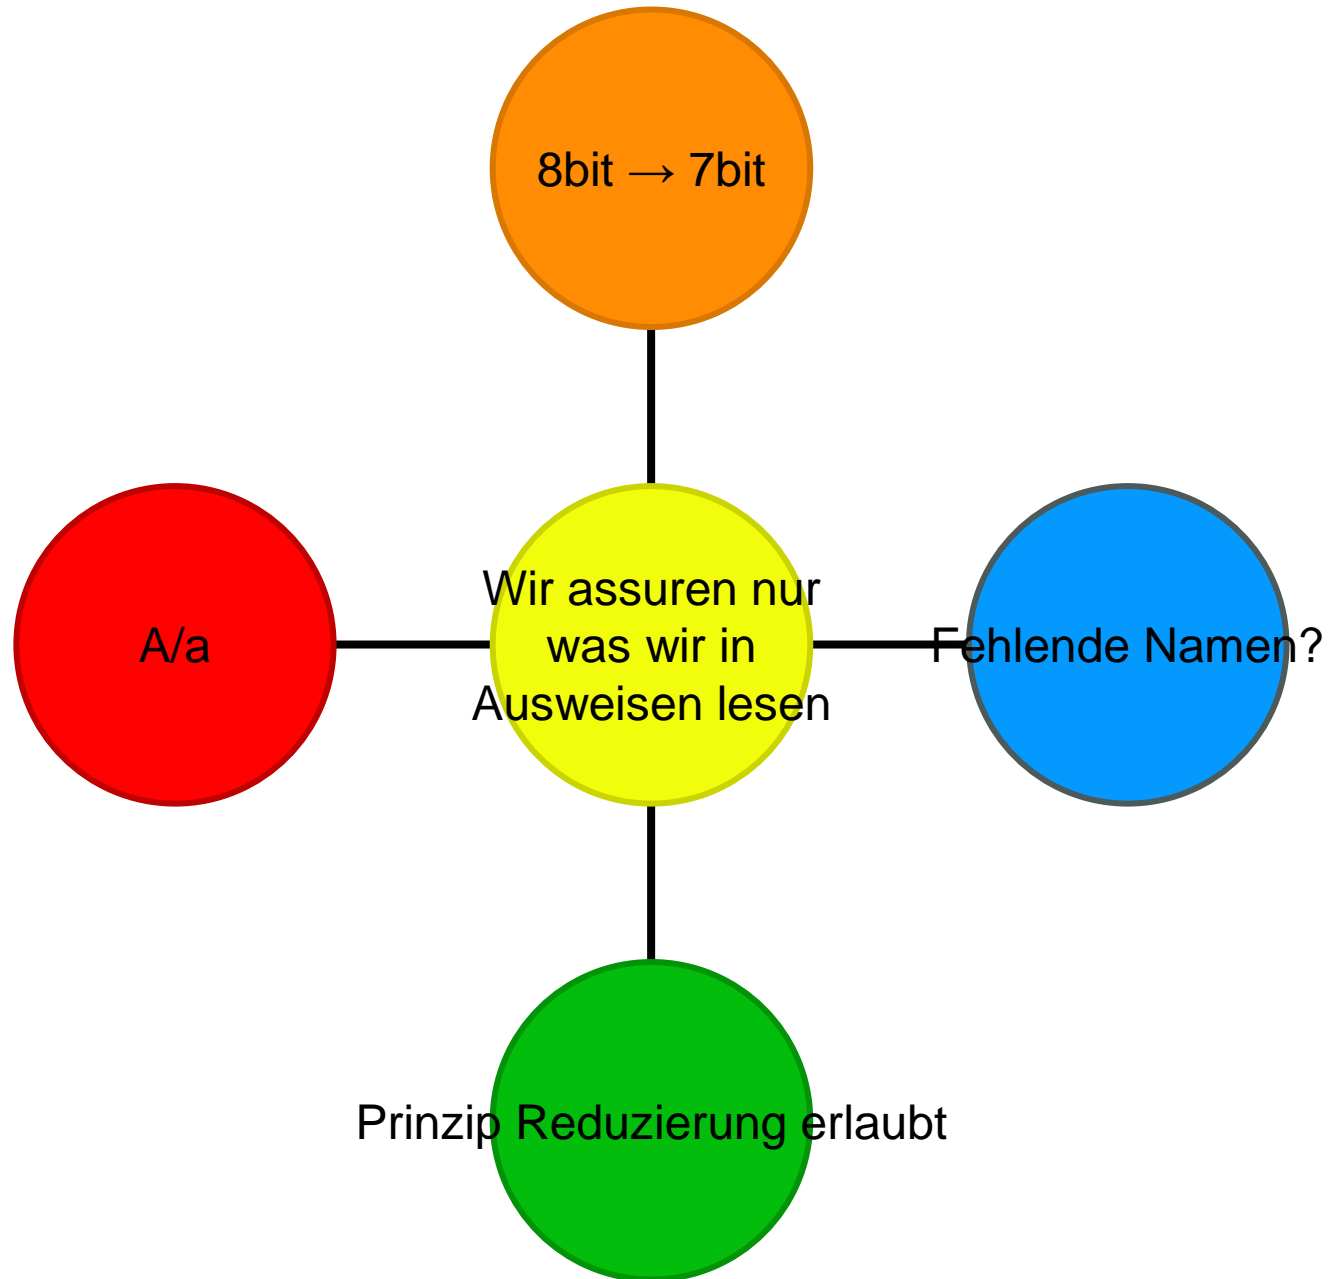 8bit → 7bit
A/a
Wir assuren nur
was wir in
Ausweisen lesen
Fehlende Namen?
Prinzip Reduzierung erlaubt